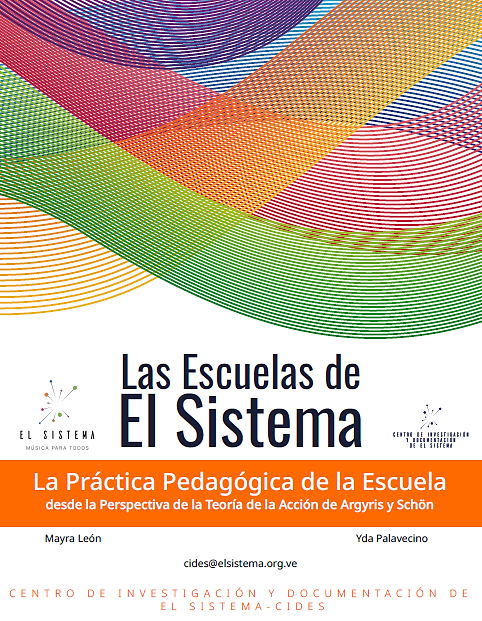 Las Escuelas de
El Sistema
EL SISTEMA
MÚSICA PARA TODOS
CENTRO DE INVESTIGACIÓN
Y DOCUMENTACIÓN
DE EL SISTEMA
La Práctica Pedagógica de la Escuela
desde la Perspectiva de la Teoría de la Acción de Argyris y Schön
Mayra León
Yda Palavecino
cides@elsistema.org.ve
CENTRO DE INVESTIGACIÓN Y DOCUMENTACIÓN DE
EL SISTEMA-CIDES